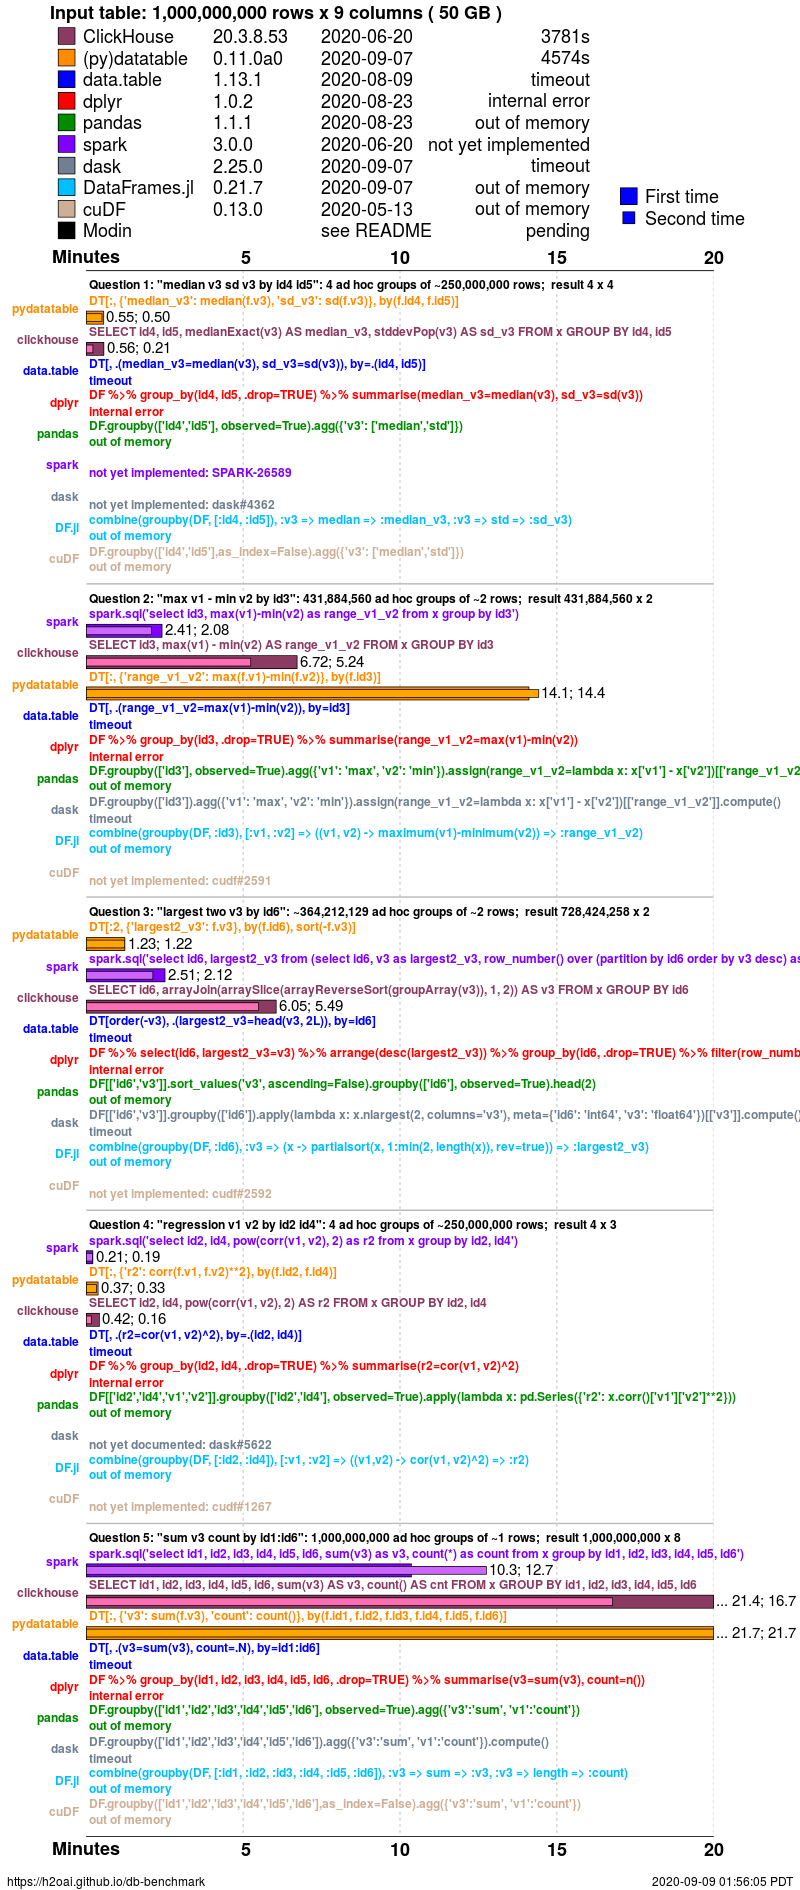 Input table: 1,000,000,000 rows x 9 columns ( 50 GB )
ClickHouse 20.3.8.53 2020-06-20 3781s
(py)datatable 0.11.0a0 2020-09-07 4574s
data.table 1.13.1 2020-08-09 timeout
dplyr 1.0.2 2020-08-23 internal error
pandas 1.1.1 2020-08-23 out of memory
spark 3.0.0 2020-06-20 not yet implemented
dask 2.25.0 2020-09-07 timeout
DataFrames.jl 0.21.7 2020-09-07 out of memory
cuDF 0.13.0 2020-05-13 out of memory
Modin see README pending
First time
Second time
Minutes 5 10 15 20
Question 1: "median v3 sd v3 by id4 id5": 4 ad hoc groups of ~250,000,000 rows; result 4 x 4
DT[:, {'median_v3': median(f.v3), 'sd_v3': sd(f.v3)}, by(f.id4, f.id5)]
pydatatable
0.55; 0.50
SELECT id4, id5, medianExact(v3) AS median_v3, stddevPop(v3) AS sd_v3 FROM x GROUP BY id4, id5
clickhouse
0.56; 0.21
DT[, .(median_v3=median(v3), sd_v3=sd(v3)), by=.(id4, id5)]
data.table
timeout
DF %>% group_by(id4, id5, .drop=TRUE) %>% summarise(median_v3=median(v3), sd_v3=sd(v3))
dplyr
internal error
DF.groupby(['id4','id5'], observed=True).agg({'v3': ['median','std']})
pandas
out of memory
spark
not yet implemented: SPARK-26589
dask
not yet implemented: dask#4362
combine(groupby(DF, [:id4, :id5]), :v3 => median => :median_v3, :v3 => std => :sd_v3)
DF.jl
out of memory
DF.groupby(['id4','id5'],as_index=False).agg({'v3': ['median','std']})
cuDF
out of memory
Question 2: "max v1 - min v2 by id3": 431,884,560 ad hoc groups of ~2 rows; result 431,884,560 x 2
spark.sql('select id3, max(v1)-min(v2) as range_v1_v2 from x group by id3')
spark
2.41; 2.08
SELECT id3, max(v1) - min(v2) AS range_v1_v2 FROM x GROUP BY id3
clickhouse
6.72; 5.24
DT[:, {'range_v1_v2': max(f.v1)-min(f.v2)}, by(f.id3)]
pydatatable
14.1; 14.4
DT[, .(range_v1_v2=max(v1)-min(v2)), by=id3]
data.table
timeout
DF %>% group_by(id3, .drop=TRUE) %>% summarise(range_v1_v2=max(v1)-min(v2))
dplyr
internal error
DF.groupby(['id3'], observed=True).agg({'v1': 'max', 'v2': 'min'}).assign(range_v1_v2=lambda x: x['v1'] - x['v2'])[['range_v1_v2
pandas
out of memory
DF.groupby(['id3']).agg({'v1': 'max', 'v2': 'min'}).assign(range_v1_v2=lambda x: x['v1'] - x['v2'])[['range_v1_v2']].compute()
dask
timeout
combine(groupby(DF, :id3), [:v1, :v2] => ((v1, v2) -> maximum(v1)-minimum(v2)) => :range_v1_v2)
DF.jl
out of memory
cuDF
not yet implemented: cudf#2591
Question 3: "largest two v3 by id6": ~364,212,129 ad hoc groups of ~2 rows; result 728,424,258 x 2
DT[:2, {'largest2_v3': f.v3}, by(f.id6), sort(-f.v3)]
pydatatable
1.23; 1.22
spark.sql('select id6, largest2_v3 from (select id6, v3 as largest2_v3, row_number() over (partition by id6 order by v3 desc) as
spark
2.51; 2.12
SELECT id6, arrayJoin(arraySlice(arrayReverseSort(groupArray(v3)), 1, 2)) AS v3 FROM x GROUP BY id6
clickhouse
6.05; 5.49
DT[order(-v3), .(largest2_v3=head(v3, 2L)), by=id6]
data.table
timeout
DF %>% select(id6, largest2_v3=v3) %>% arrange(desc(largest2_v3)) %>% group_by(id6, .drop=TRUE) %>% filter(row_numb
dplyr
internal error
DF[['id6','v3']].sort_values('v3', ascending=False).groupby(['id6'], observed=True).head(2)
pandas
out of memory
DF[['id6','v3']].groupby(['id6']).apply(lambda x: x.nlargest(2, columns='v3'), meta={'id6': 'int64', 'v3': 'float64'})[['v3']].compute()
dask
timeout
combine(groupby(DF, :id6), :v3 => (x -> partialsort(x, 1:min(2, length(x)), rev=true)) => :largest2_v3)
DF.jl
out of memory
cuDF
not yet implemented: cudf#2592
Question 4: "regression v1 v2 by id2 id4": 4 ad hoc groups of ~250,000,000 rows; result 4 x 3
spark.sql('select id2, id4, pow(corr(v1, v2), 2) as r2 from x group by id2, id4')
spark
0.21; 0.19
DT[:, {'r2': corr(f.v1, f.v2)**2}, by(f.id2, f.id4)]
pydatatable
0.37; 0.33
SELECT id2, id4, pow(corr(v1, v2), 2) AS r2 FROM x GROUP BY id2, id4
clickhouse
0.42; 0.16
DT[, .(r2=cor(v1, v2)^2), by=.(id2, id4)]
data.table
timeout
DF %>% group_by(id2, id4, .drop=TRUE) %>% summarise(r2=cor(v1, v2)^2)
dplyr
internal error
DF[['id2','id4','v1','v2']].groupby(['id2','id4'], observed=True).apply(lambda x: pd.Series({'r2': x.corr()['v1']['v2']**2}))
pandas
out of memory
dask
not yet documented: dask#5622
combine(groupby(DF, [:id2, :id4]), [:v1, :v2] => ((v1,v2) -> cor(v1, v2)^2) => :r2)
DF.jl
out of memory
cuDF
not yet implemented: cudf#1267
Question 5: "sum v3 count by id1:id6": 1,000,000,000 ad hoc groups of ~1 rows; result 1,000,000,000 x 8
spark.sql('select id1, id2, id3, id4, id5, id6, sum(v3) as v3, count(*) as count from x group by id1, id2, id3, id4, id5, id6')
spark
10.3; 12.7
SELECT id1, id2, id3, id4, id5, id6, sum(v3) AS v3, count() AS cnt FROM x GROUP BY id1, id2, id3, id4, id5, id6
clickhouse
... 21.4; 16.7
DT[:, {'v3': sum(f.v3), 'count': count()}, by(f.id1, f.id2, f.id3, f.id4, f.id5, f.id6)]
pydatatable
... 21.7; 21.7
DT[, .(v3=sum(v3), count=.N), by=id1:id6]
data.table
timeout
DF %>% group_by(id1, id2, id3, id4, id5, id6, .drop=TRUE) %>% summarise(v3=sum(v3), count=n())
dplyr
internal error
DF.groupby(['id1','id2','id3','id4','id5','id6'], observed=True).agg({'v3':'sum', 'v1':'count'})
pandas
out of memory
DF.groupby(['id1','id2','id3','id4','id5','id6']).agg({'v3':'sum', 'v1':'count'}).compute()
dask
timeout
combine(groupby(DF, [:id1, :id2, :id3, :id4, :id5, :id6]), :v3 => sum => :v3, :v3 => length => :count)
DF.jl
out of memory
DF.groupby(['id1','id2','id3','id4','id5','id6'],as_index=False).agg({'v3':'sum', 'v1':'count'})
cuDF
out of memory
Minutes 5 10 15 20
https://h2oai.github.io/db-benchmark 2020-09-09 01:56:05 PDT